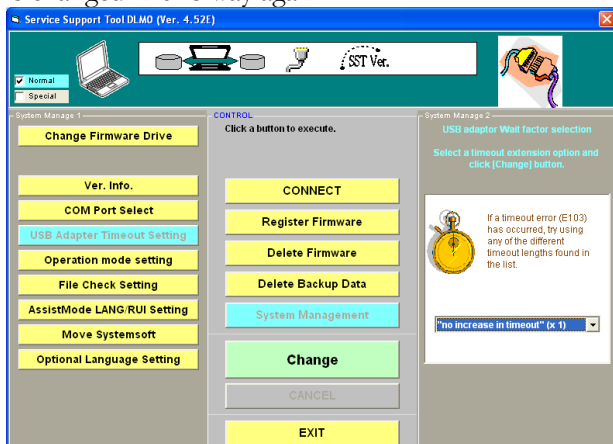 Service Support Tool DLM0 (Ver. 4.52E)
SST Ver.
Normal
Special
System Manage 1
Change Firmware Drive
Ver. Info.
COM Port Select
USB Adapter Timeout Setting
Operation mode setting
File Check Setting
AssistMode LANG/RUI Setting
Move Systemsoft
Optional Language Setting
CONTROL
Click a button to execute.
CONNECT
Register Firmware
Delete Firmware
Delete Backup Data
System Management
Change
CANCEL
EXIT
System Manage 2
USB adaptor Wait factor selection
Select a timeout extension option and
click [Change] button.
If a timeout error (E103)
has occurred, try using
any of the different
timeout lengths found in
the list.
"no increase in timeout" (x 1)